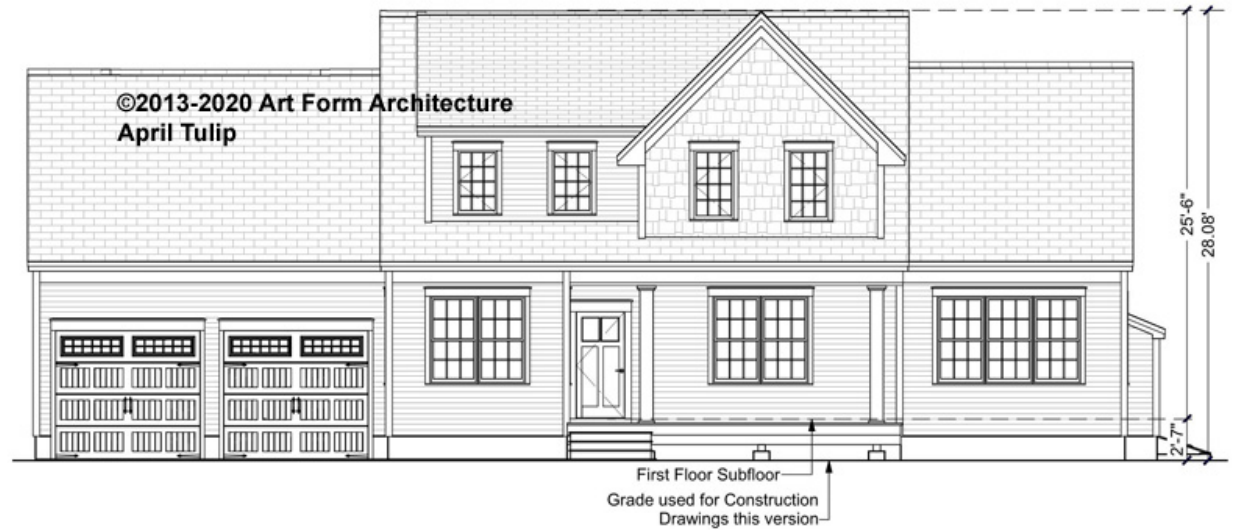 ©2013-2020 Art Form Architecture
April Tulip
25'-6"
28.08'
2'-7"
First Floor Subfloor
Grade used for Construction
Drawings this version